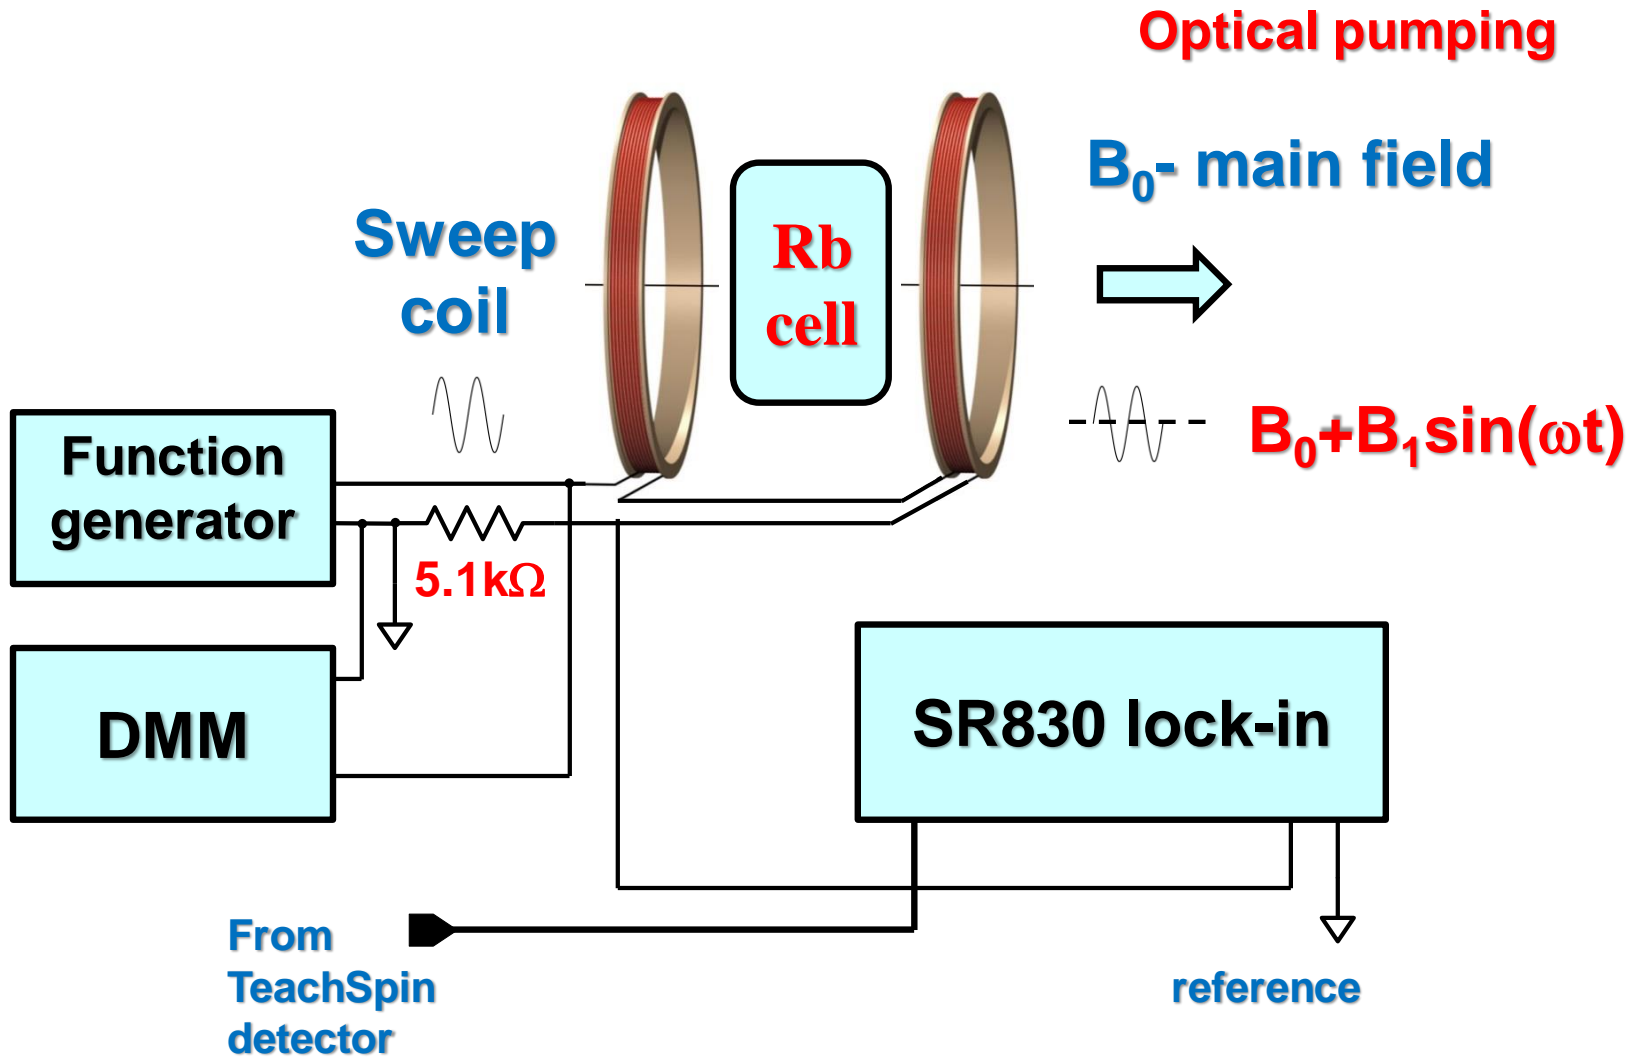 Optical pumping
B₀- main field
Sweep
coil
Rb
cell
B₀+B₁sin(ωt)
Function
generator
5.1kΩ
DMM
SR830 lock-in
From
TeachSpin
detector
reference